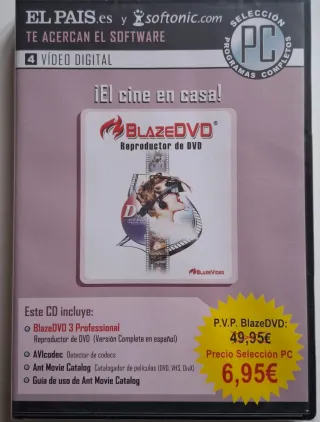 EL PAIS.es y softonic.com
TE ACERCAN EL SOFTWARE
4 VÍDEO DIGITAL
SELECCIÓN
PC
PROGRAMAS COMPLETOS
¡El cine en casa!
BLAZEDVD®
Reproductor de DVD
D
BLAZEVIDEO
Este CD incluye:
BlazeDVD 3 Professional
Reproductor de DVD (Versión Completa en español)
AVIcodec Detector de codecs
Ant Movie Catalog Catalogador de películas (DVD, VHS, DivX)
Guía de uso de Ant Movie Catalog
P.V.P. BlazeDVD:
49,95€
Precio Selección PC
6,95€